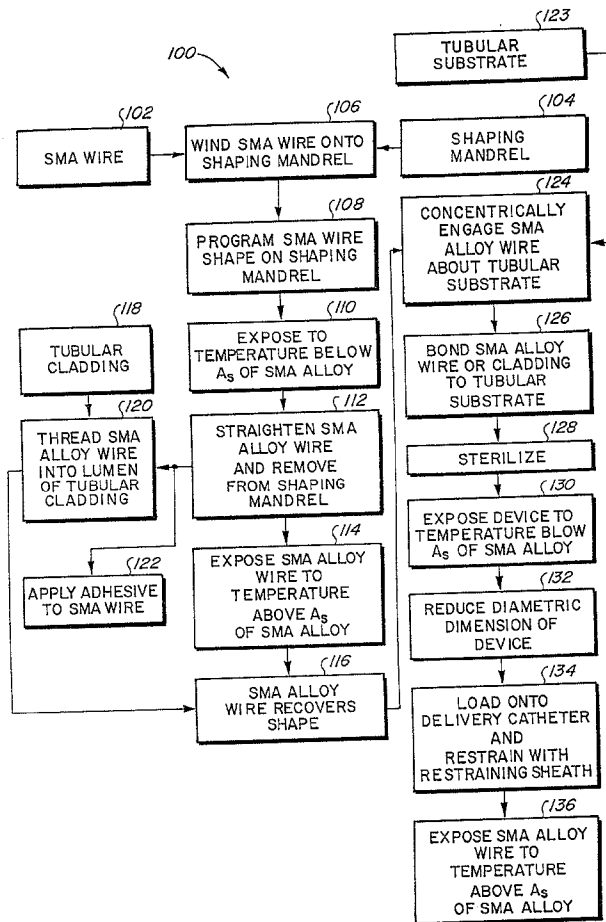 123
TUBULAR
SUBSTRATE
100
102
SMA WIRE
106
WIND SMA WIRE ONTO
SHAPING MANDREL
104
SHAPING
MANDREL
108
PROGRAM SMA WIRE
SHAPE ON SHAPING
MANDREL
124
CONCENTRICALLY
ENGAGE SMA
ALLOY WIRE
ABOUT TUBULAR
SUBSTRATE
110
EXPOSE TO
TEMPERATURE BELOW
As OF SMA ALLOY
118
TUBULAR
CLADDING
126
BOND SMA ALLOY
WIRE OR CLADDING
TO TUBULAR
SUBSTRATE
112
STRAIGHTEN SMA
ALLOY WIRE
AND REMOVE
FROM SHAPING
MANDREL
120
THREAD SMA
ALLOY WIRE
INTO LUMEN
OF TUBULAR
CLADDING
128
STERILIZE
130
EXPOSE DEVICE TO
TEMPERATURE BLOW
As OF SMA ALLOY
114
EXPOSE SMA ALLOY
WIRE TO
TEMPERATURE
ABOVE As
OF SMA ALLOY
122
APPLY ADHESIVE
TO SMA WIRE
132
REDUCE DIAMETRIC
DIMENSION OF
DEVICE
116
SMA ALLOY
WIRE RECOVERS
SHAPE
134
LOAD ONTO
DELIVERY CATHETER
AND
RESTRAIN WITH
RESTRAINING SHEATH
136
EXPOSE SMA ALLOY
WIRE TO
TEMPERATURE
ABOVE As
OF SMA ALLOY